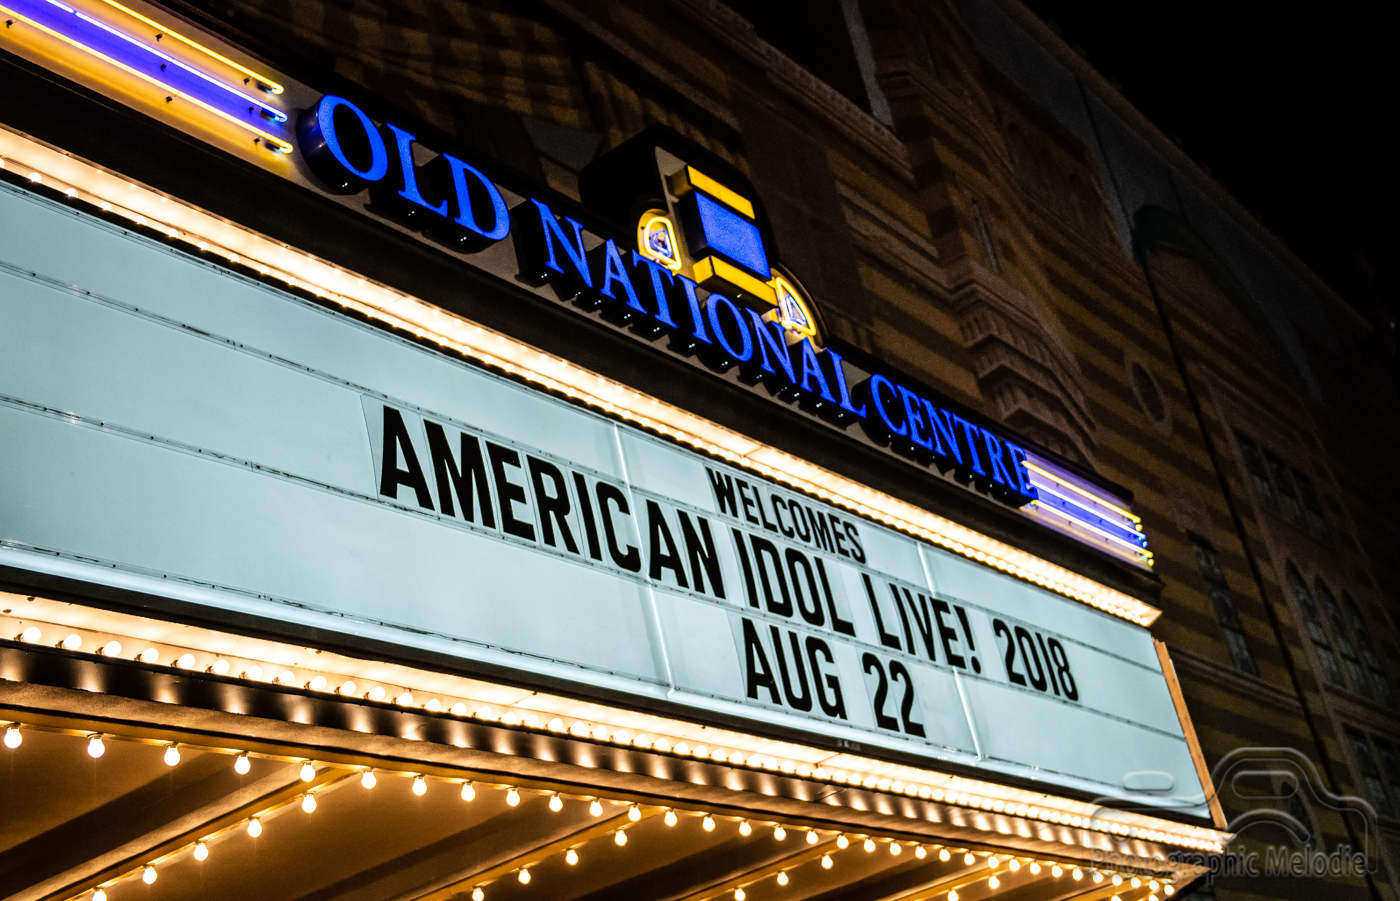 OLD NATIONAL CENTRE
WELCOMES
AMERICAN IDOL LIVE! 2018
AUG 22
Photographic Melodie